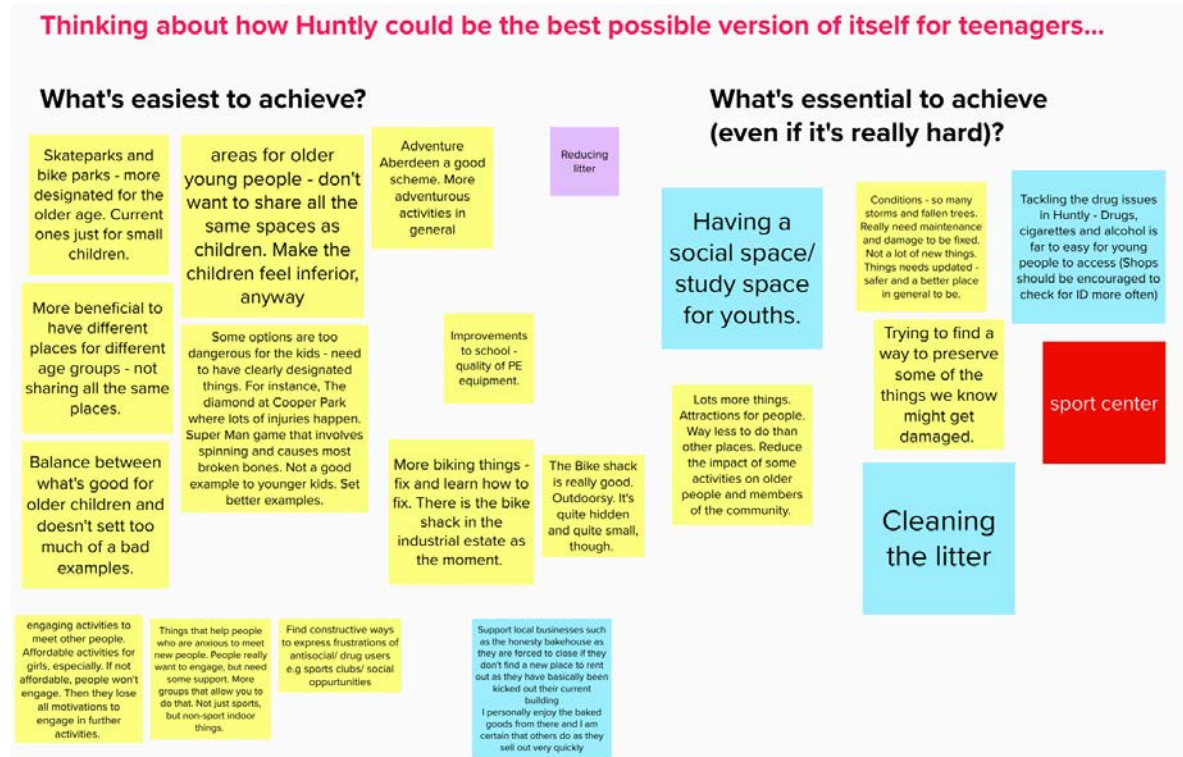 Thinking about how Huntly could be the best possible version of itself for teenagers...
What's easiest to achieve?
Skateparks and
bike parks - more
designated for the
older age. Current
ones just for small
children.
areas for older
young people - don't
want to share all the
same spaces as
children. Make the
children feel inferior,
anyway
Adventure
Aberdeen a good
scheme. More
adventurous
activities in
general
Reducing
litter
More beneficial to
have different
places for different
age groups - not
sharing all the same
places.
Some options are too
dangerous for the kids - need
to have clearly designated
things. For instance, The
diamond at Cooper Park
where lots of injuries happen.
Super Man game that involves
spinning and causes most
broken bones. Not a good
example to younger kids. Set
better examples.
Improvements
to school -
quality of PE
equipment.
Balance between
what's good for
older children and
doesn't sett too
much of a bad
examples.
More biking things -
fix and learn how to
fix. There is the bike
shack in the
industrial estate as
the moment.
The Bike shack
is really good.
Outdoorsy. It's
quite hidden
and quite small,
though.
engaging activities to
meet other people.
Affordable activities for
girls, especially. If not
affordable, people won't
engage. Then they lose
all motivations to
engage in further
activities.
Things that help people
who are anxious to meet
new people. People really
want to engage, but need
some support. More
groups that allow you to
do that. Not just sports,
but non-sport indoor
things.
Find constructive ways
to express frustrations of
antisocial/ drug users
e.g sports clubs/ social
oppurtunities
Support local businesses such
as the honesty bakehouse as
they are forced to close if they
don't find a new place to rent
out as they have basically been
kicked out their current
building
I personally enjoy the baked
goods from there and I am
certain that others do as they
sell out very quickly
What's essential to achieve
(even if it's really hard)?
Having a
social space/
study space
for youths.
Conditions - so many
storms and fallen trees.
Really need maintenance
and damage to be fixed.
Not a lot of new things.
Things needs updated -
safer and a better place
in general to be.
Tackling the drug issues
in Huntly - Drugs,
cigarettes and alcohol is
far to easy for young
people to access (Shops
should be encouraged to
check for ID more often)
Trying to find a
way to preserve
some of the
things we know
might get
damaged.
sport center
Lots more things.
Attractions for people.
Way less to do than
other places. Reduce
the impact of some
activities on older
people and members
of the community.
Cleaning
the litter